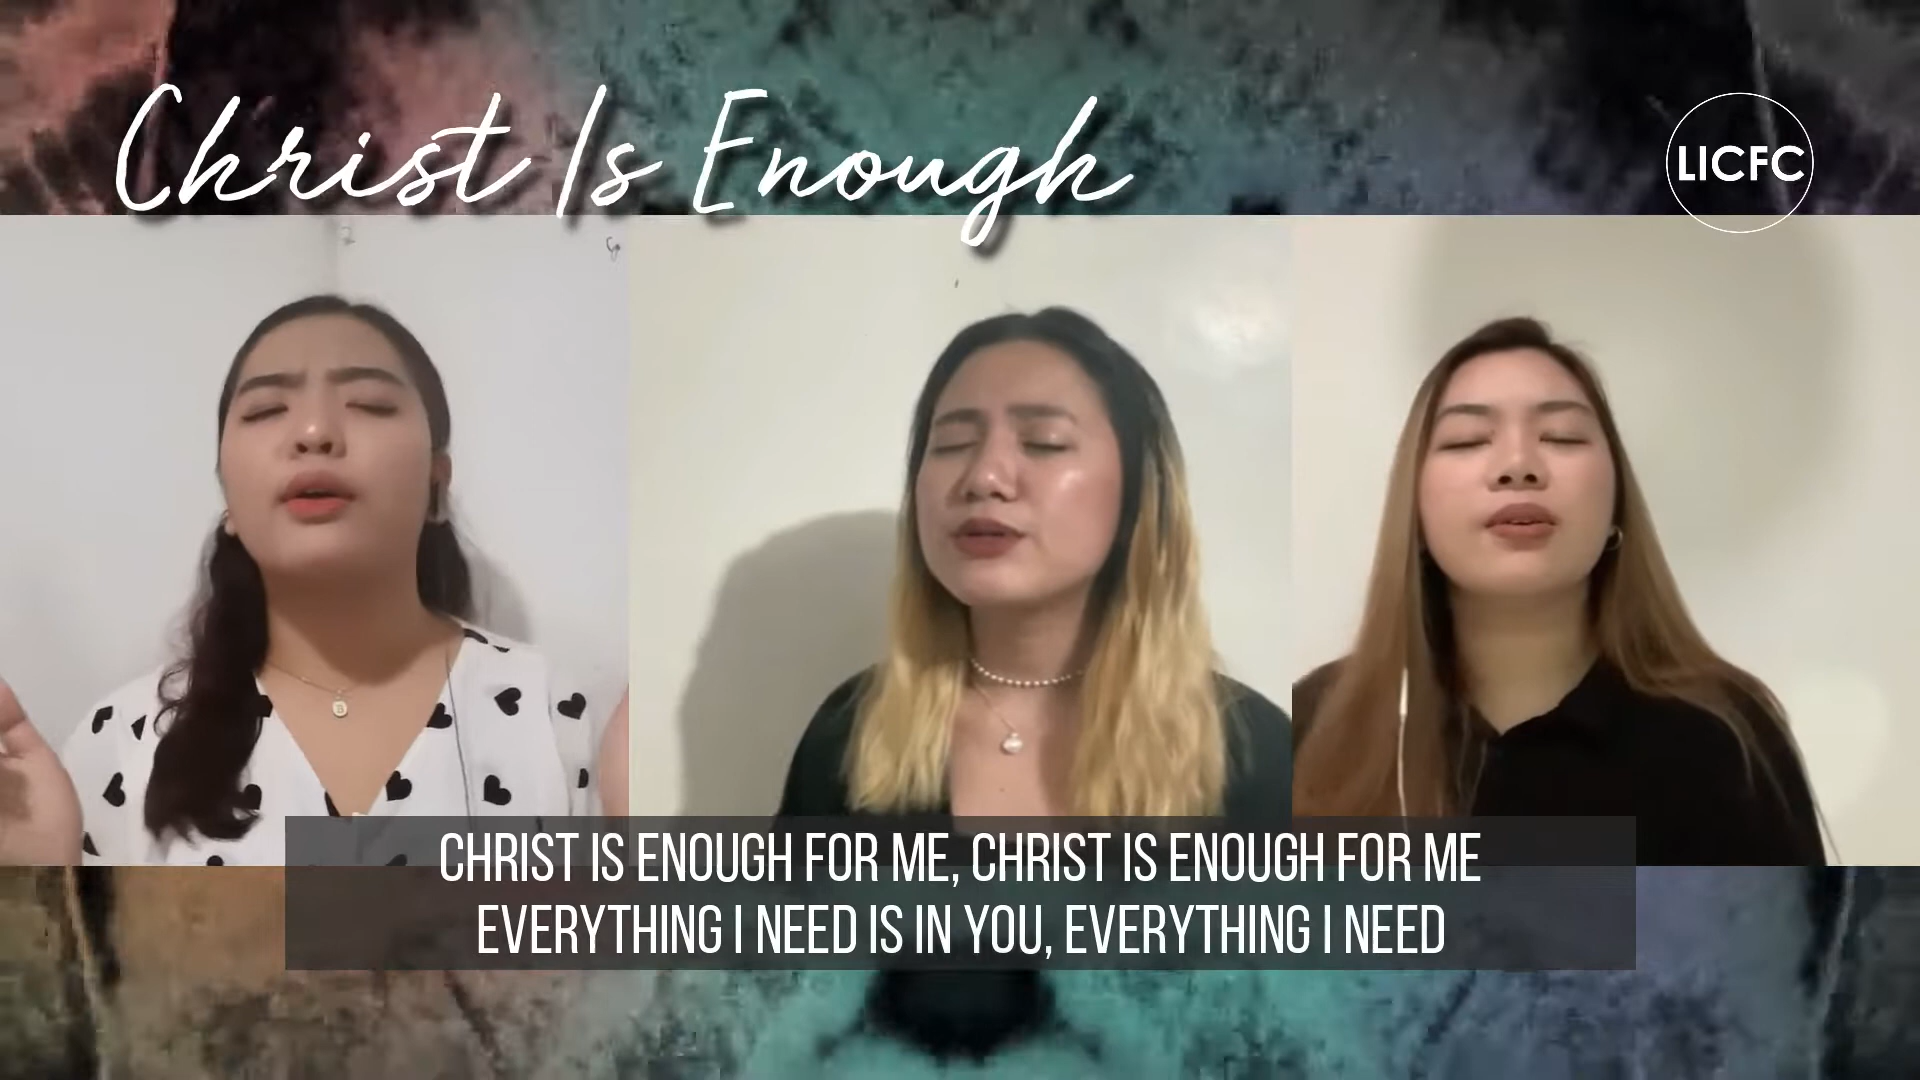 Christ Is Enough
LICFC
CHRIST IS ENOUGH FOR ME, CHRIST IS ENOUGH FOR ME
EVERYTHING I NEED IS IN YOU, EVERYTHING I NEED
B